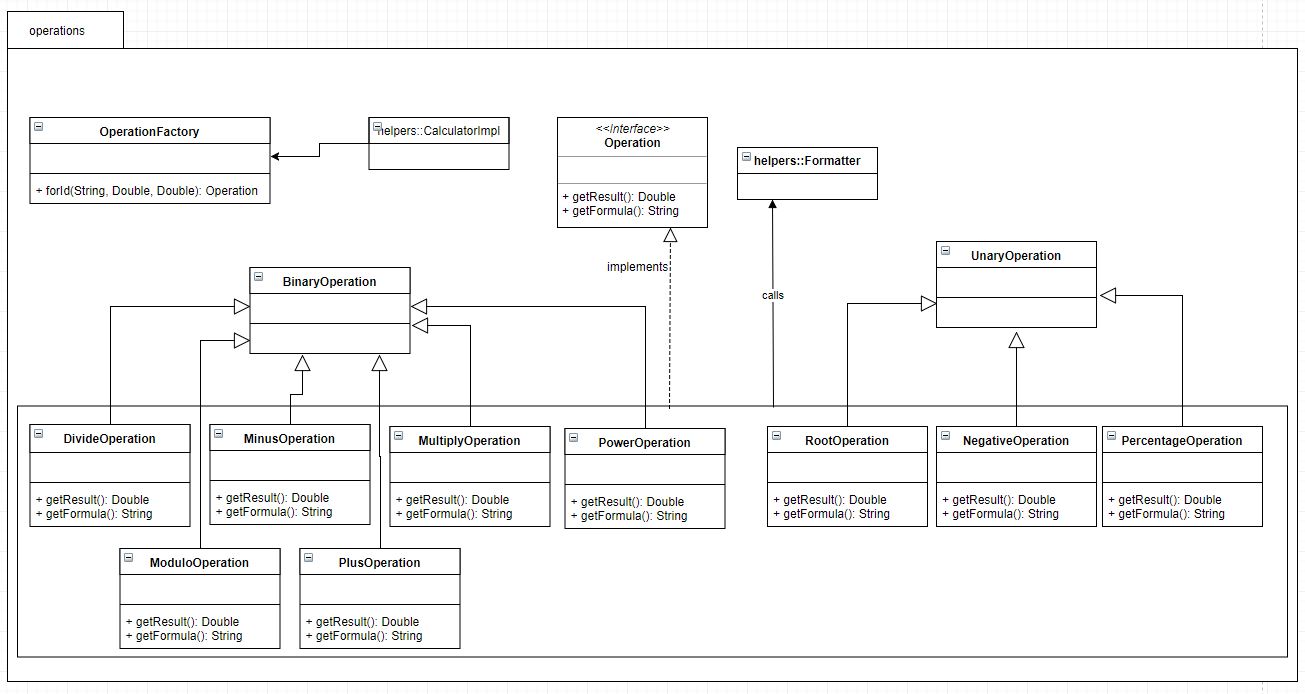 operations
OperationFactory
+ forId(String, Double, Double): Operation
helpers::CalculatorImpl
<<interface>>
Operation
+ getResult(): Double
+ getFormula(): String
helpers::Formatter
implements
calls
BinaryOperation
UnaryOperation
DivideOperation
+ getResult(): Double
+ getFormula(): String
MinusOperation
+ getResult(): Double
+ getFormula(): String
MultiplyOperation
+ getResult(): Double
+ getFormula(): String
PowerOperation
+ getResult(): Double
+ getFormula(): String
RootOperation
+ getResult(): Double
+ getFormula(): String
NegativeOperation
+ getResult(): Double
+ getFormula(): String
PercentageOperation
+ getResult(): Double
+ getFormula(): String
ModuloOperation
+ getResult(): Double
+ getFormula(): String
PlusOperation
+ getResult(): Double
+ getFormula(): String